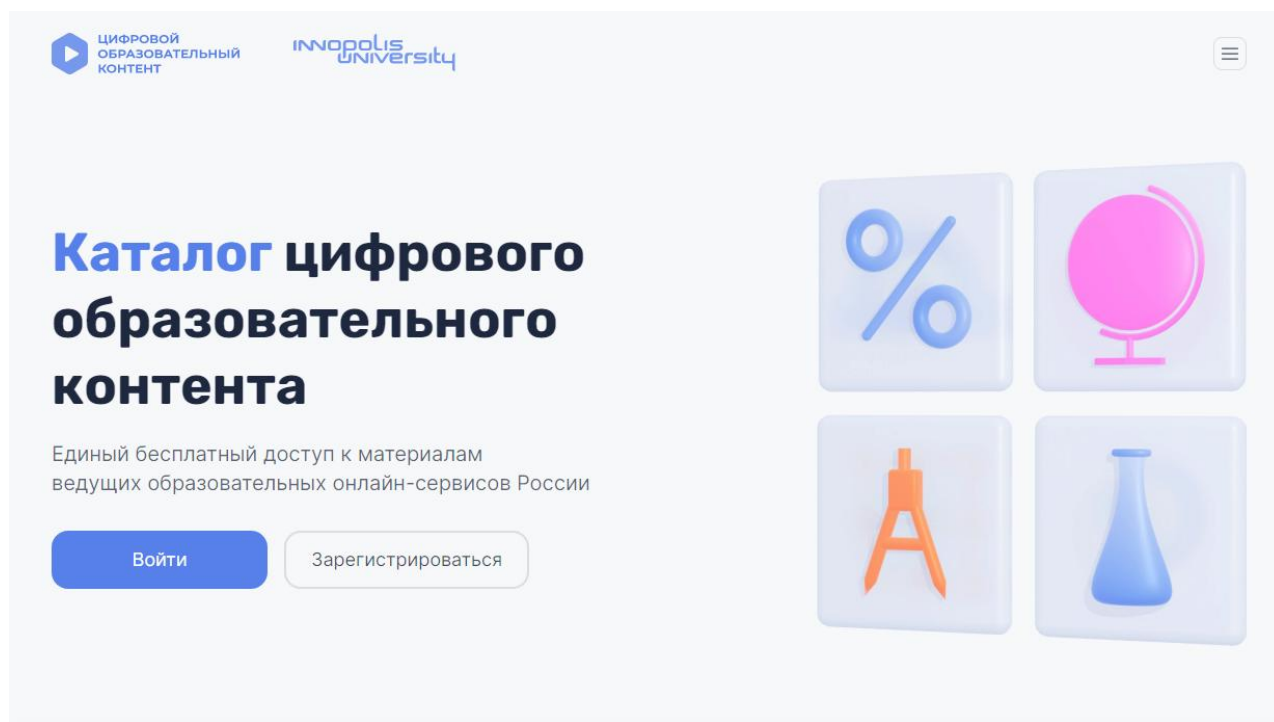 ЦИФРОВОЙ
ОБРАЗОВАТЕЛЬНЫЙ
КОНТЕНТ
INNOPOLIS
UNIVERSITY
Каталог цифрового
образовательного
контента
Единый бесплатный доступ к материалам
ведущих образовательных онлайн-сервисов России
Войти
Зарегистрироваться